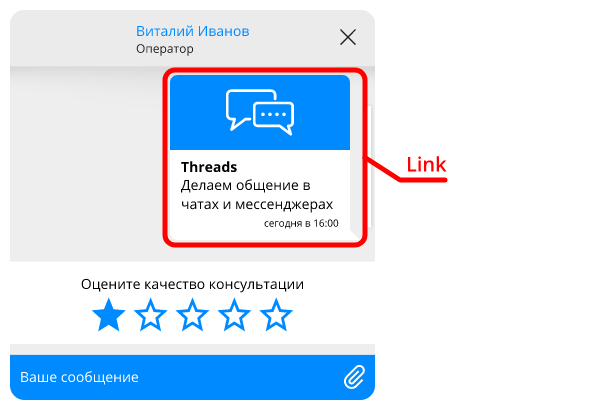 Виталий Иванов
Оператор
Threads
Делаем общение в
чатах и мессенджерах
сегодня в 16:00
Link
Оцените качество консультации
Ваше сообщение